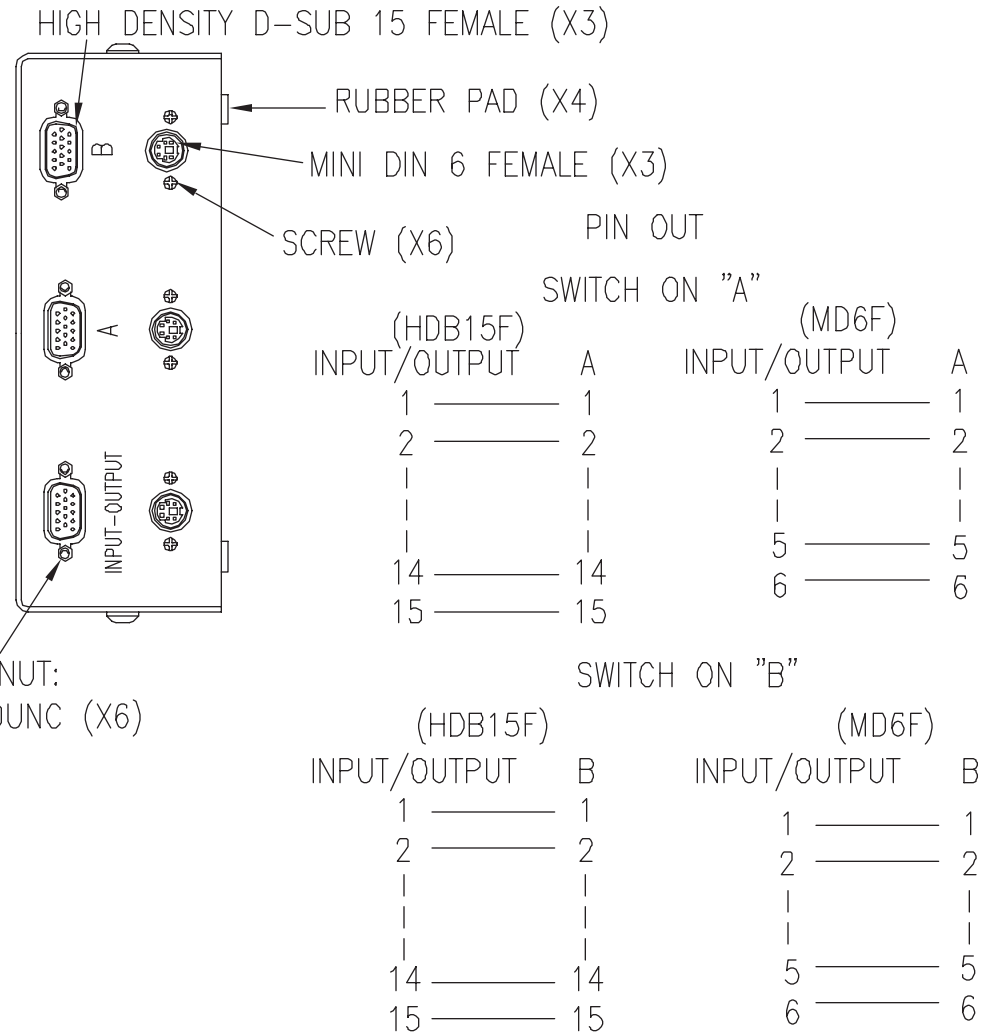 HIGH DENSITY D-SUB 15 FEMALE (X3)
RUBBER PAD (X4)
MINI DIN 6 FEMALE (X3)
SCREW (X6)
B
A
INPUT-OUTPUT
NUT:
UNC (X6)
PIN OUT
SWITCH ON "A"
(HDB15F)
INPUT/OUTPUT A
1 1
2 2
14 14
15 15
(MD6F)
INPUT/OUTPUT A
1 1
2 2
5 5
6 6
SWITCH ON "B"
(HDB15F)
INPUT/OUTPUT B
1 1
2 2
14 14
15 15
(MD6F)
INPUT/OUTPUT B
1 1
2 2
5 5
6 6